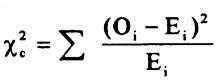 χ²c = ∑ (Oi − Ei)² / Ei